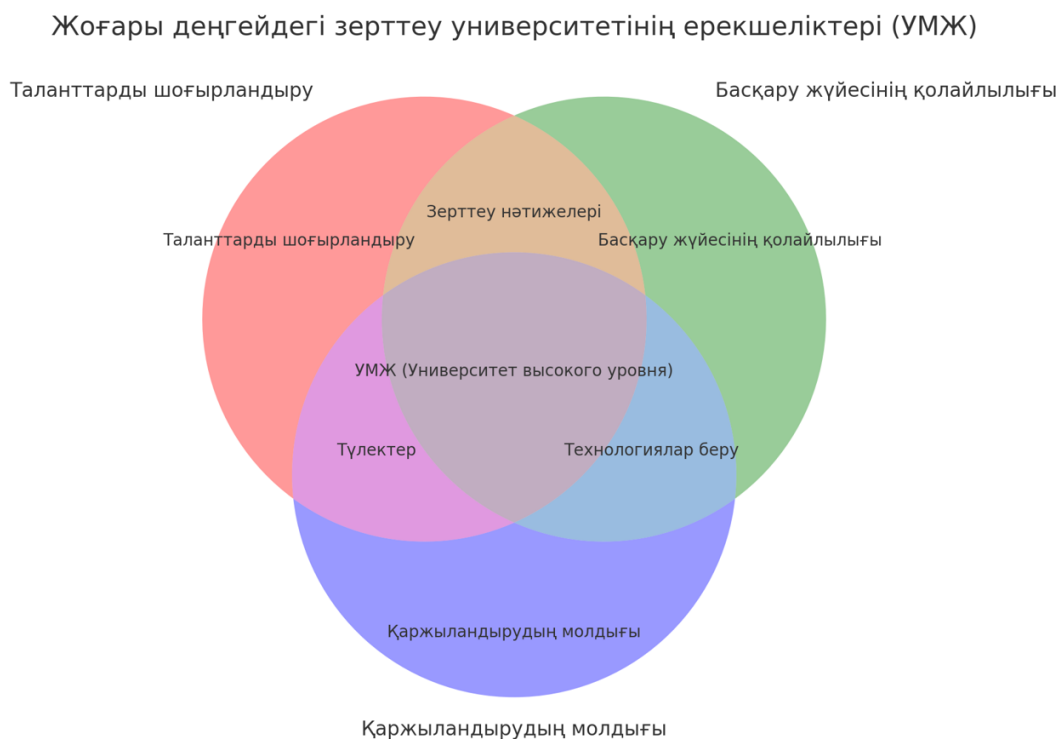 Жоғары деңгейдегі зерттеу университетінің ерекшеліктері (УМЖ)
Таланттарды шоғырландыру
Басқару жүйесінің қолайлылығы
Зерттеу нәтижелері
Таланттарды шоғырландыру
Басқару жүйесінің қолайлылығы
УМЖ (Университет высокого уровня)
Түлектер
Технологиялар беру
Қаржыландырудың молдығы
Қаржыландырудың молдығы